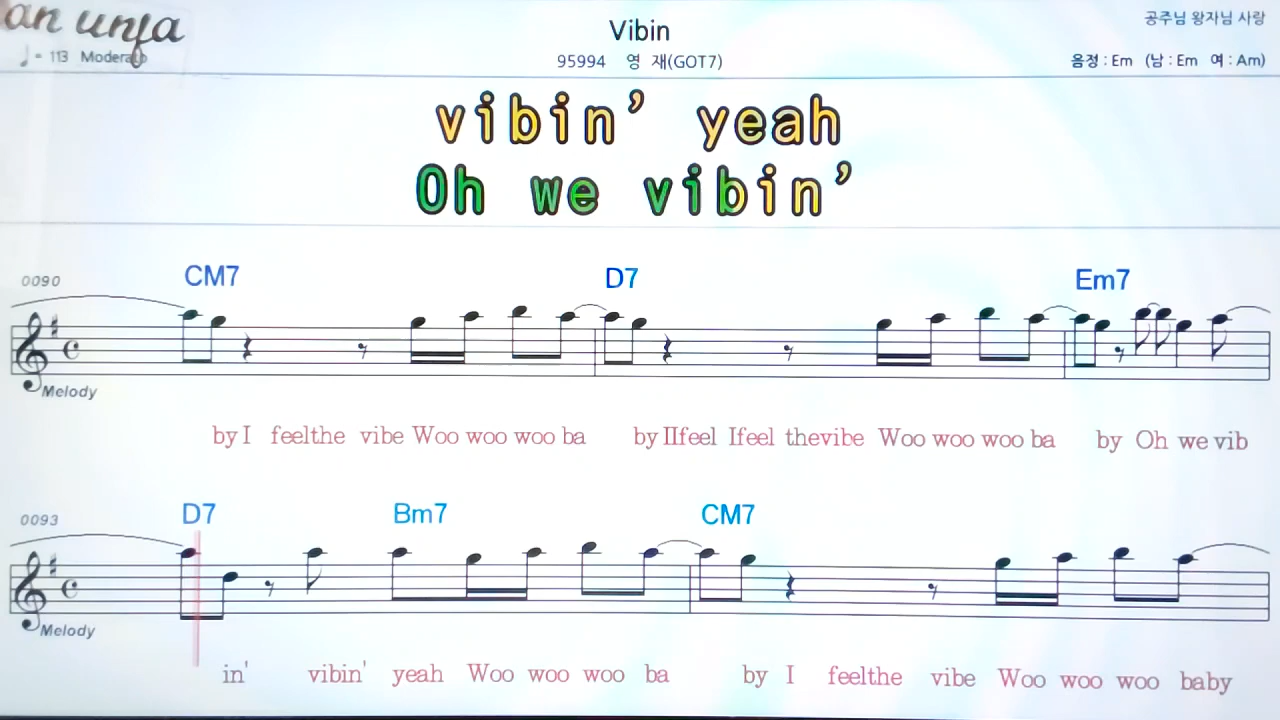 an unfa
Vibin
공주님 왕자님 사랑
♩ = 113 Moderato
95994 영 재(GOT7)
음정 : Em (남 : Em 여 : Am)
vibin’ yeah
Oh we vibin’
0090 CM7 D7 Em7
Melody
by I feelthe vibe Woo woo woo ba by IIfeel Ifeel thevibe Woo woo woo ba by Oh we vib
0093 D7 Bm7 CM7
Melody
in' vibin' yeah Woo woo woo ba by I feelthe vibe Woo woo woo baby